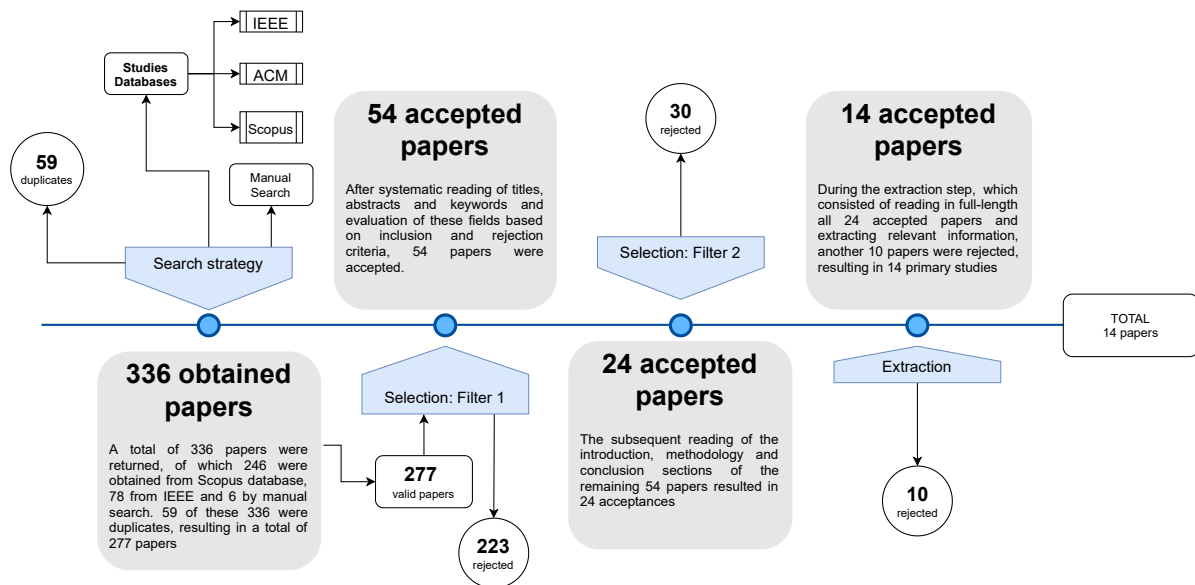 IEEE
Studies
Databases
ACM
Scopus
59
duplicates
Manual
Search
Search strategy
336 obtained
papers
A total of 336 papers were
returned, of which 246 were
obtained from Scopus database,
78 from IEEE and 6 by manual
search. 59 of these 336 were
duplicates, resulting in a total of
277 papers
54 accepted
papers
After systematic reading of titles,
abstracts and keywords and
evaluation of these fields based
on inclusion and rejection
criteria, 54 papers were
accepted.
Selection: Filter 1
277
valid papers
223
rejected
30
rejected
Selection: Filter 2
24 accepted
papers
The subsequent reading of the
introduction, methodology and
conclusion sections of the
remaining 54 papers resulted in
24 acceptances
14 accepted
papers
During the extraction step, which
consisted of reading in full-length
all 24 accepted papers and
extracting relevant information,
another 10 papers were rejected,
resulting in 14 primary studies
Extraction
10
rejected
TOTAL
14 papers